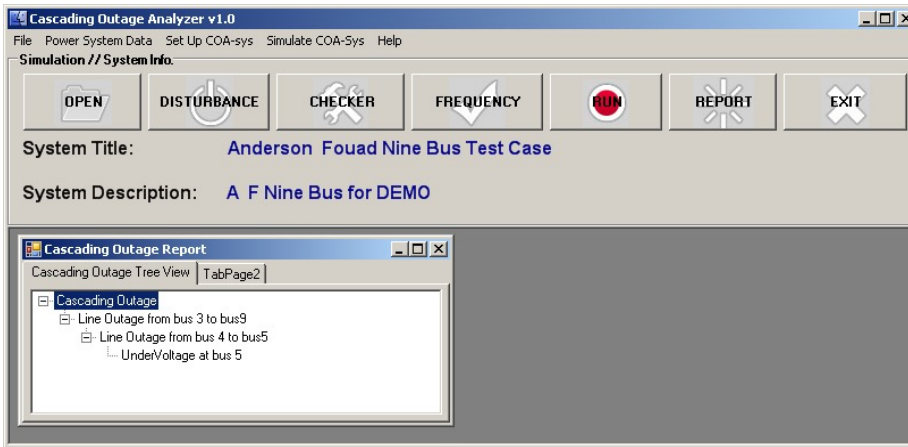 Cascading Outage Analyzer v1.0
File Power System Data Set Up COA-sys Simulate COA-Sys Help
Simulation // System Info.
OPEN DISTURBANCE CHECKER FREQUENCY RUN REPORT EXIT
System Title: Anderson Fouad Nine Bus Test Case
System Description: A F Nine Bus for DEMO
Cascading Outage Report
Cascading Outage Tree View TabPage2
Cascading Outage
Line Outage from bus 3 to bus9
Line Outage from bus 4 to bus5
UnderVoltage at bus 5